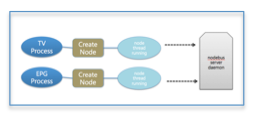 TV
Process
Create
Node
node
thread
running
EPG
Process
Create
Node
node
thread
running
nodebus
server
daemon